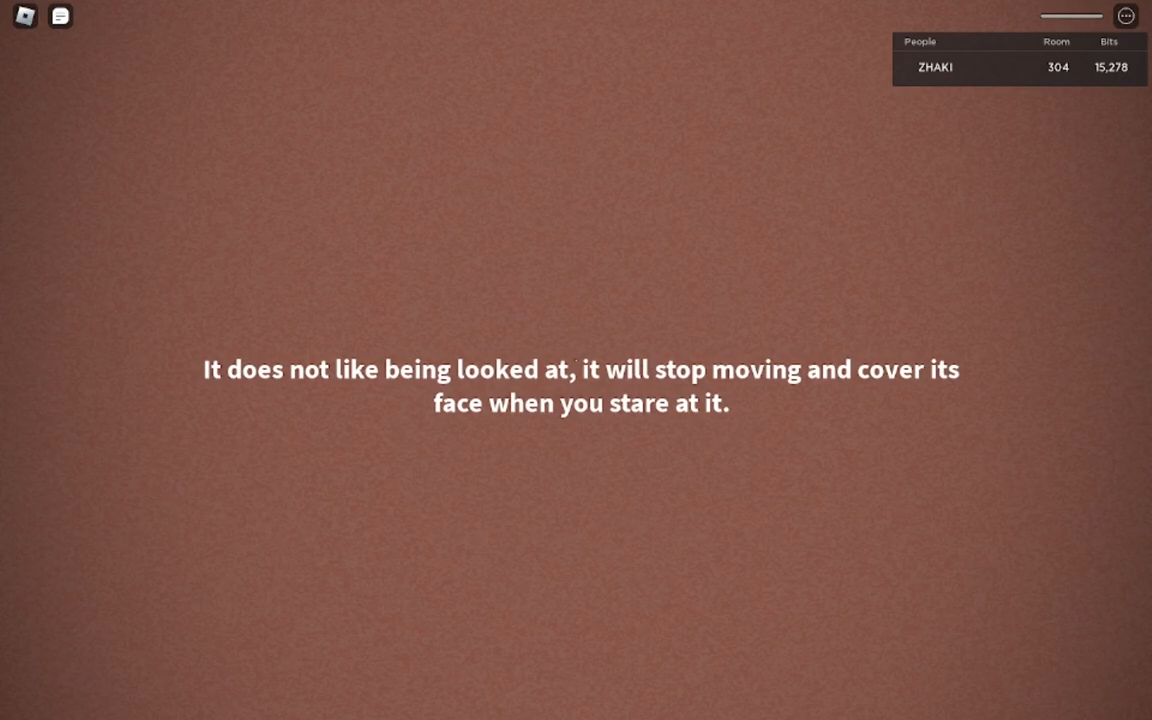 People Room Bits
ZHAKI 304 15,278
It does not like being looked at, it will stop moving and cover its
face when you stare at it.